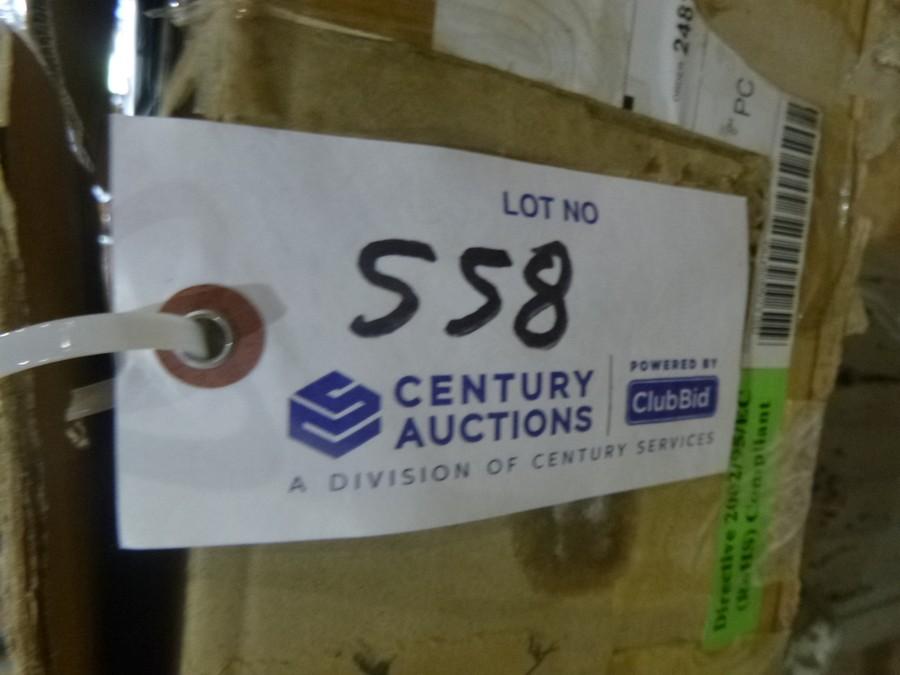 248
PC
LOT NO
558
CENTURY
AUCTIONS
A DIVISION OF CENTURY SERVICES
POWERED BY
ClubBid
Directive 2002/95/EC
(RoHS) Compliant